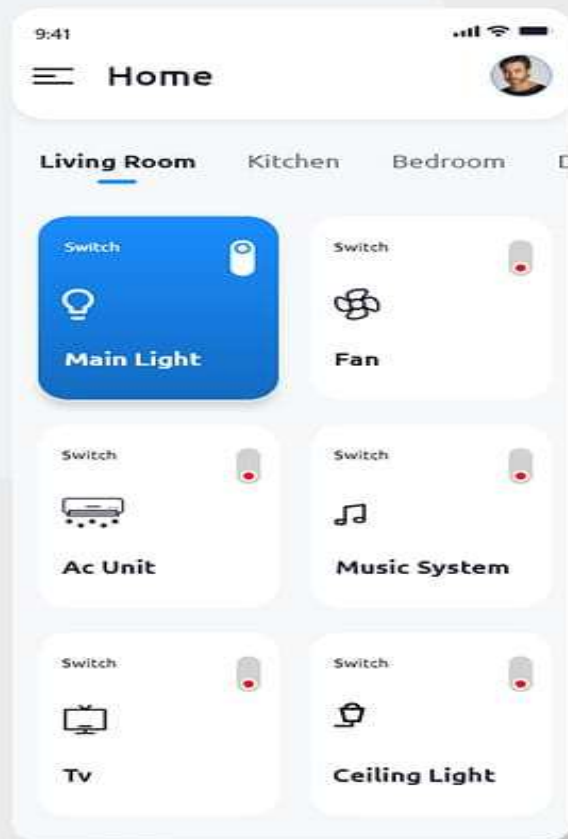 9:41
Home
Living Room Kitchen Bedroom D
Switch
Main Light
Switch
Fan
Switch
Ac Unit
Switch
Music System
Switch
Tv
Switch
Ceiling Light